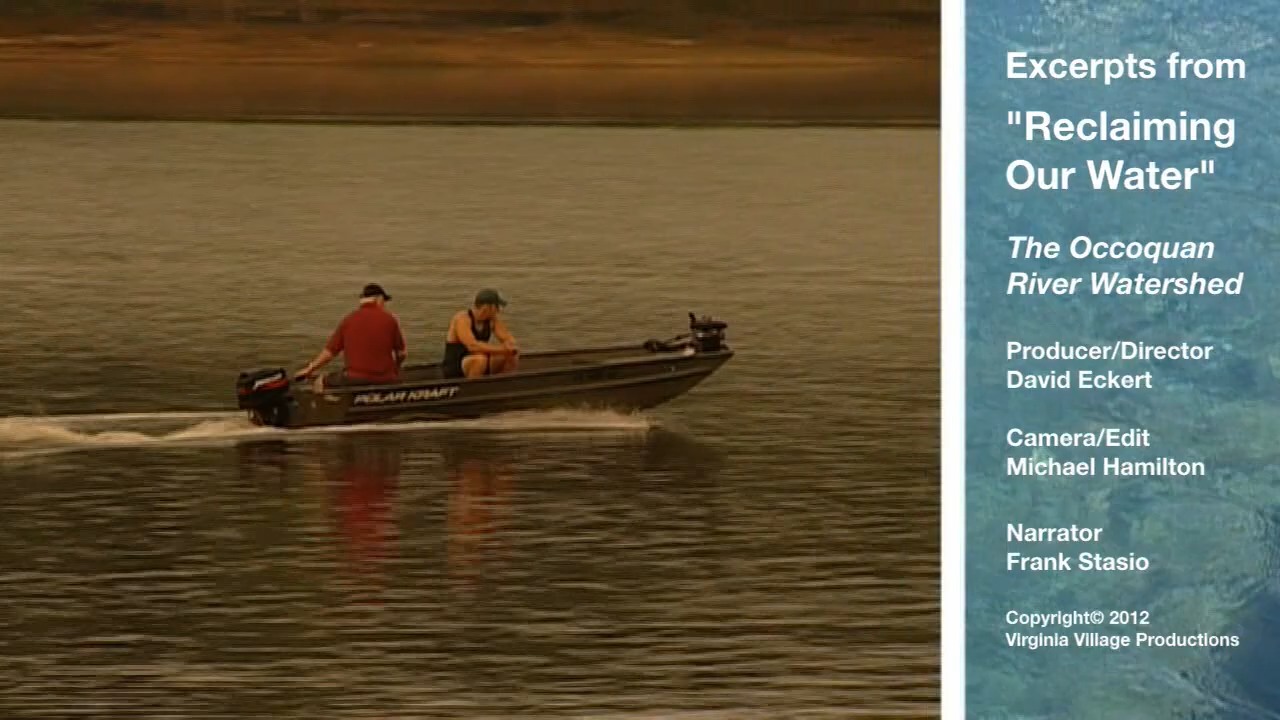 Excerpts from
"Reclaiming
Our Water"
The Occoquan
River Watershed
Producer/Director
David Eckert
Camera/Edit
Michael Hamilton
Narrator
Frank Stasio
Copyright© 2012
Virginia Village Productions
POLAR KRAFT